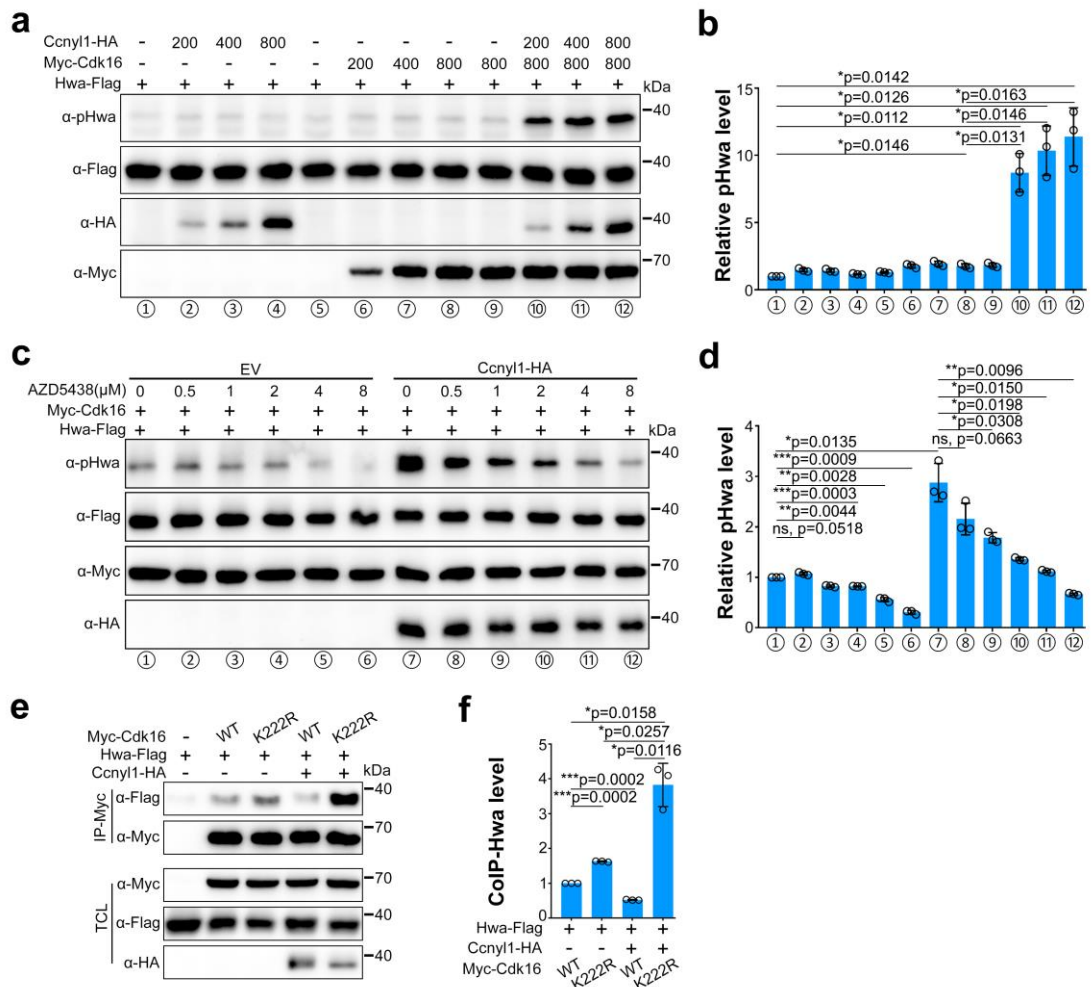 a
Ccnyl1-HA - 200 400 800 - - - - - 200 400 800
Myc-Cdk16 - - - - - 200 400 800 800 800 800 800
Hwa-Flag + + + + + + + + + + + + kDa
α-pHwa 40
α-Flag 40
α-HA 40
α-Myc 70
① ② ③ ④ ⑤ ⑥ ⑦ ⑧ ⑨ ⑩ ⑪ ⑫
b
*p=0.0142
*p=0.0126 *p=0.0163
*p=0.0112 *p=0.0146
*p=0.0131
*p=0.0146
Relative pHwa level
15
10
5
0
① ② ③ ④ ⑤ ⑥ ⑦ ⑧ ⑨ ⑩ ⑪ ⑫
c
EV Ccnyl1-HA
AZD5438(μM) 0 0.5 1 2 4 8 0 0.5 1 2 4 8
Myc-Cdk16 + + + + + + + + + + + +
Hwa-Flag + + + + + + + + + + + + kDa
α-pHwa 40
α-Flag 40
α-Myc 70
α-HA 40
① ② ③ ④ ⑤ ⑥ ⑦ ⑧ ⑨ ⑩ ⑪ ⑫
d
**p=0.0096
*p=0.0150
*p=0.0198
*p=0.0308
*p=0.0135 ns, p=0.0663
***p=0.0009
**p=0.0028
***p=0.0003
**p=0.0044
ns, p=0.0518
Relative pHwa level
4
3
2
1
0
① ② ③ ④ ⑤ ⑥ ⑦ ⑧ ⑨ ⑩ ⑪ ⑫
e
Myc-Cdk16 - WT K222R WT K222R
Hwa-Flag + + + + +
Ccnyl1-HA - - - + + kDa
IP-Myc
α-Flag 40
α-Myc 70
TCL
α-Myc 70
α-Flag 40
α-HA 40
f
*p=0.0158
*p=0.0257
*p=0.0116
***p=0.0002
***p=0.0002
CoIP-Hwa level
5
4
3
2
1
0
Hwa-Flag + + + +
Ccnyl1-HA - - + +
Myc-Cdk16 WT K222R WT K222R